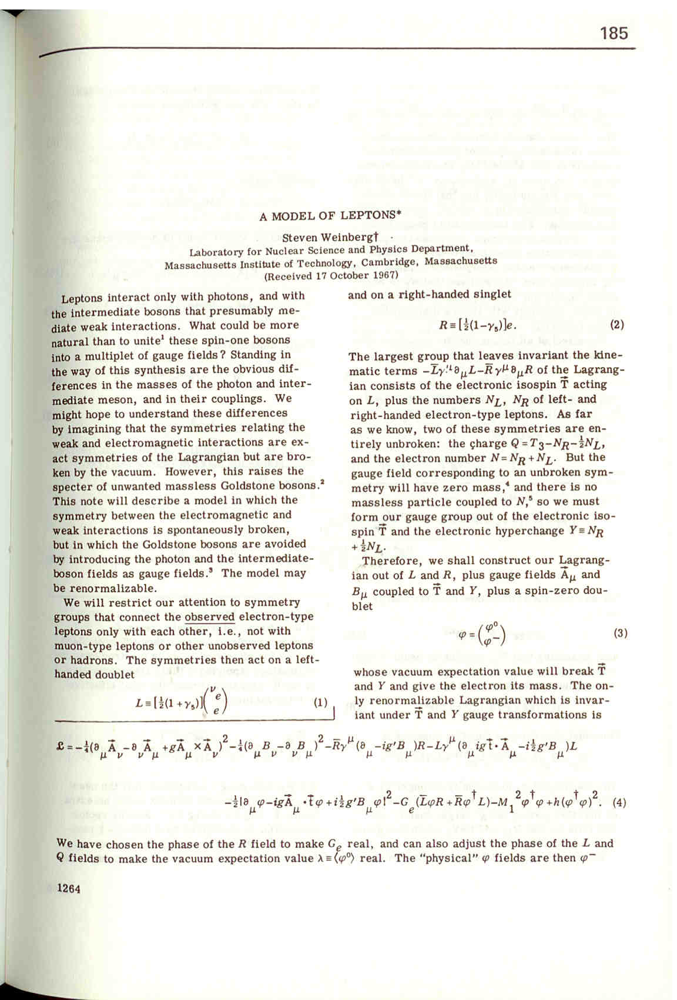 185
A MODEL OF LEPTONS*
Steven Weinberg†
Laboratory for Nuclear Science and Physics Department,
Massachusetts Institute of Technology, Cambridge, Massachusetts
(Received 17 October 1967)
Leptons interact only with photons, and with
the intermediate bosons that presumably me-
diate weak interactions. What could be more
natural than to unite¹ these spin-one bosons
into a multiplet of gauge fields? Standing in
the way of this synthesis are the obvious dif-
ferences in the masses of the photon and inter-
mediate meson, and in their couplings. We
might hope to understand these differences
by imagining that the symmetries relating the
weak and electromagnetic interactions are ex-
act symmetries of the Lagrangian but are bro-
ken by the vacuum. However, this raises the
specter of unwanted massless Goldstone bosons.²
This note will describe a model in which the
symmetry between the electromagnetic and
weak interactions is spontaneously broken,
but in which the Goldstone bosons are avoided
by introducing the photon and the intermediate-
boson fields as gauge fields.³ The model may
be renormalizable.
We will restrict our attention to symmetry
groups that connect the observed electron-type
leptons only with each other, i.e., not with
muon-type leptons or other unobserved leptons
or hadrons. The symmetries then act on a left-
handed doublet
L ≡ [½(1+γ₅)](νₑ e) (1)
and on a right-handed singlet
R ≡ [½(1−γ₅)]e. (2)
The largest group that leaves invariant the kine-
matic terms −L̄γ^μ∂_μL−R̄γ^μ∂_μR of the Lagrang-
ian consists of the electronic isospin T⃗ acting
on L, plus the numbers N_L, N_R of left- and
right-handed electron-type leptons. As far
as we know, two of these symmetries are en-
tirely unbroken: the charge Q=T₃−N_R−½N_L,
and the electron number N=N_R+N_L. But the
gauge field corresponding to an unbroken sym-
metry will have zero mass,⁴ and there is no
massless particle coupled to N,⁵ so we must
form our gauge group out of the electronic iso-
spin T⃗ and the electronic hyperchange Y≡N_R
+½N_L.
Therefore, we shall construct our Lagrang-
ian out of L and R, plus gauge fields A⃗_μ and
B_μ coupled to T⃗ and Y, plus a spin-zero dou-
blet
φ=(φ⁰ φ⁻) (3)
whose vacuum expectation value will break T⃗
and Y and give the electron its mass. The on-
ly renormalizable Lagrangian which is invar-
iant under T⃗ and Y gauge transformations is
£=−¼(∂_μA⃗_ν−∂_νA⃗_μ+gA⃗_μ×A⃗_ν)²−¼(∂_μB_ν−∂_νB_μ)²−R̄γ^μ(∂_μ−ig′B_μ)R−Lγ^μ(∂_μigt⃗·A⃗_μ−i½g′B_μ)L
−½|∂_μφ−igA⃗_μ·t⃗φ+i½g′B_μφ|²−G_e(L̄φR+R̄φ†L)−M₁²φ†φ+h(φ†φ)². (4)
We have chosen the phase of the R field to make G_e real, and can also adjust the phase of the L and
Q fields to make the vacuum expectation value λ≡⟨φ⁰⟩ real. The “physical” φ fields are then φ⁻
1264